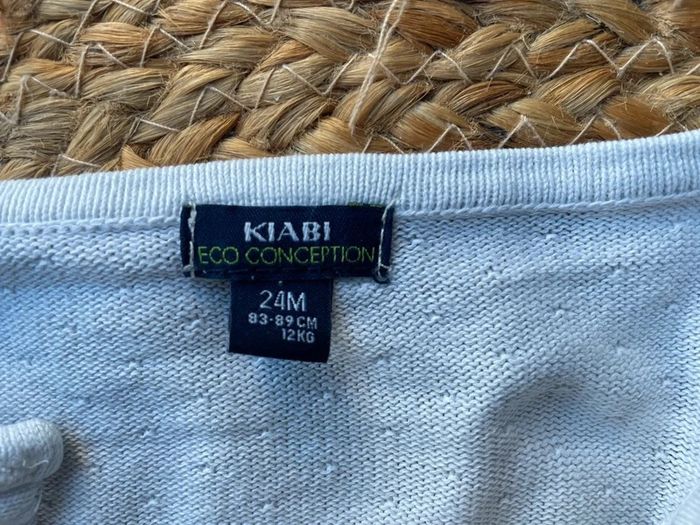 KIABI
ECO CONCEPTION
24M
83-89 CM
12KG